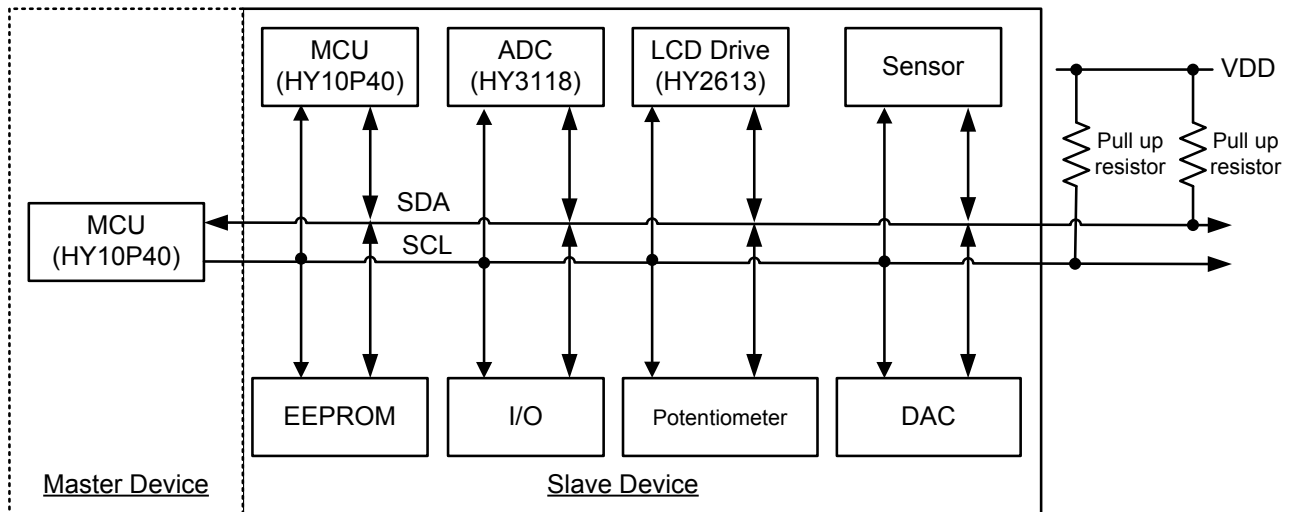 MCU
(HY10P40)
ADC
(HY3118)
LCD Drive
(HY2613)
Sensor
VDD
Pull up
resistor
Pull up
resistor
MCU
(HY10P40)
SDA
SCL
EEPROM
I/O
Potentiometer
DAC
Master Device
Slave Device